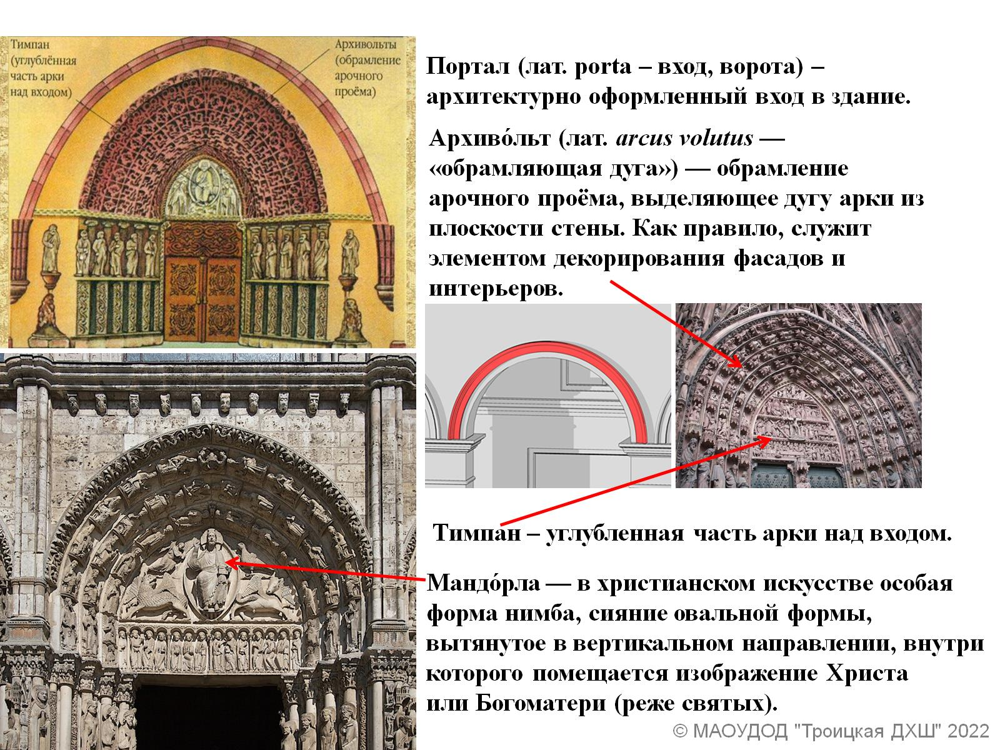 Тимпан
(углублённая
часть арки
над входом)
Архивольты
(обрамление
арочного
проёма)
Портал (лат. porta – вход, ворота) –
архитектурно оформленный вход в здание.
Архиво́льт (лат. arcus volutus —
«обрамляющая дуга») — обрамление
арочного проёма, выделяющее дугу арки из
плоскости стены. Как правило, служит
элементом декорирования фасадов и
интерьеров.
Тимпан – углубленная часть арки над входом.
Мандо́рла — в христианском искусстве особая
форма нимба, сияние овальной формы,
вытянутое в вертикальном направлении, внутри
которого помещается изображение Христа
или Богоматери (реже святых).
© МАОУДОД "Троицкая ДХШ" 2022